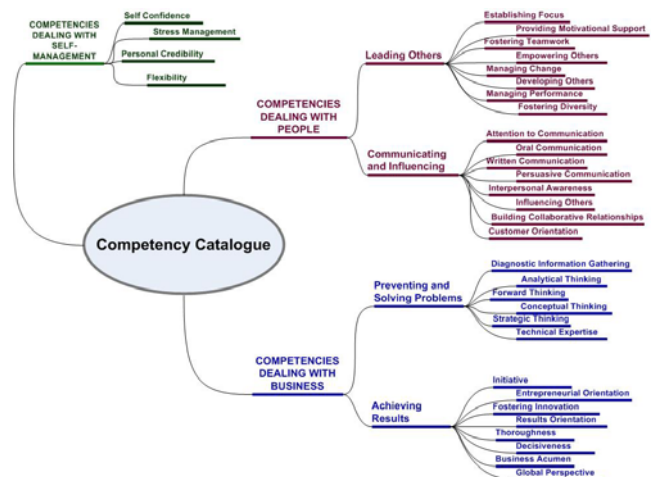 COMPETENCIES
DEALING WITH
SELF-
MANAGEMENT
Self Confidence
Stress Management
Personal Credibility
Flexibility
Competency Catalogue
COMPETENCIES
DEALING WITH
PEOPLE
Leading Others
Establishing Focus
Providing Motivational Support
Fostering Teamwork
Empowering Others
Managing Change
Developing Others
Managing Performance
Fostering Diversity
Communicating
and Influencing
Attention to Communication
Oral Communication
Written Communication
Persuasive Communication
Interpersonal Awareness
Influencing Others
Building Collaborative Relationships
Customer Orientation
COMPETENCIES
DEALING WITH
BUSINESS
Preventing and
Solving Problems
Diagnostic Information Gathering
Analytical Thinking
Forward Thinking
Conceptual Thinking
Strategic Thinking
Technical Expertise
Achieving
Results
Initiative
Entrepreneurial Orientation
Fostering Innovation
Results Orientation
Thoroughness
Decisiveness
Business Acumen
Global Perspective